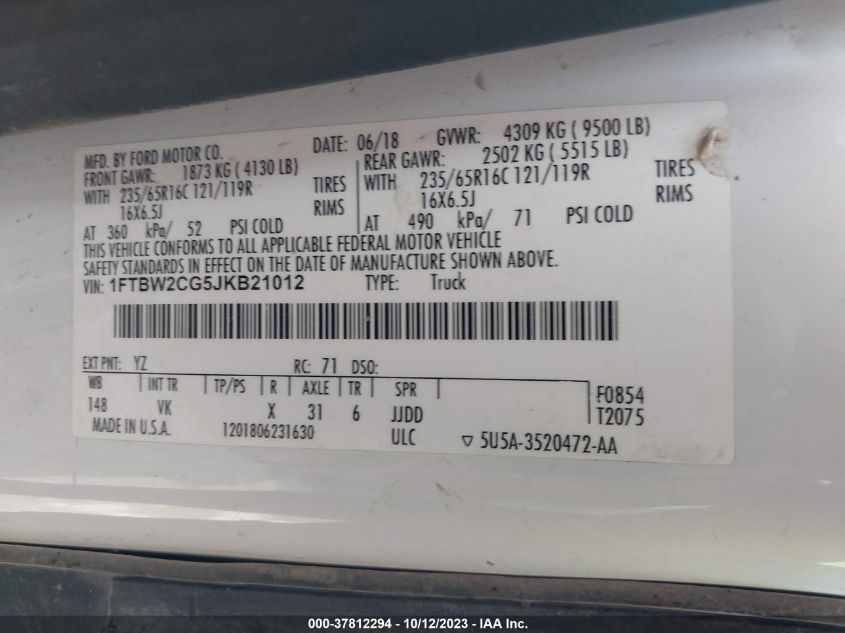 MFD. BY FORD MOTOR CO. DATE: 06/18 GVWR: 4309 KG ( 9500 LB)
FRONT GAWR: 1873 KG ( 4130 LB) REAR GAWR: 2502 KG ( 5515 LB)
WITH 235/65R16C 121/119R TIRES WITH 235/65R16C 121/119R TIRES
16X6.5J RIMS 16X6.5J RIMS
AT 360 kPa/ 52 PSI COLD AT 490 kPa/ 71 PSI COLD
THIS VEHICLE CONFORMS TO ALL APPLICABLE FEDERAL MOTOR VEHICLE
SAFETY STANDARDS IN EFFECT ON THE DATE OF MANUFACTURE SHOWN ABOVE.
VIN: 1FTBW2CG5JKB21012 TYPE: Truck
EXT PNT: YZ RC: 71 DSO:
WB INT TR TP/PS R AXLE TR SPR F0854
148 VK X 31 6 JJDD T2075
MADE IN U.S.A. 1201806231630 ULC ▽ 5U5A-3520472-AA
000-37812294 - 10/12/2023 - IAA Inc.